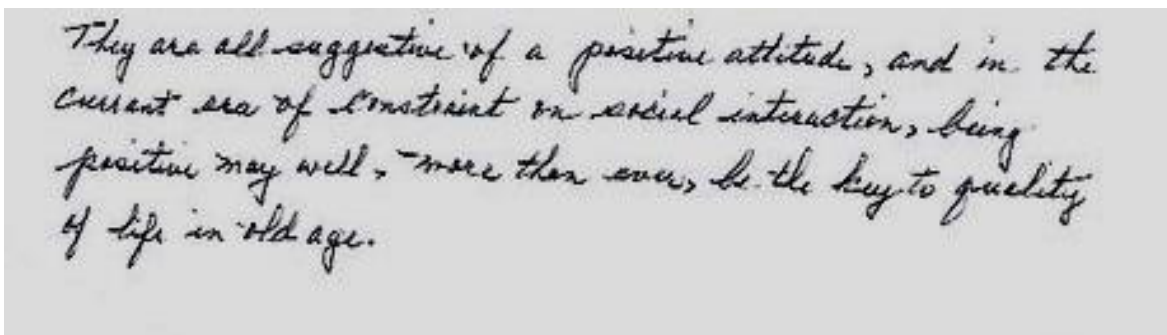 They are all suggestive of a positive attitude, and in the
current era of constraint on social interaction, being
positive may well, more than ever, be the key to quality
of life in old age.